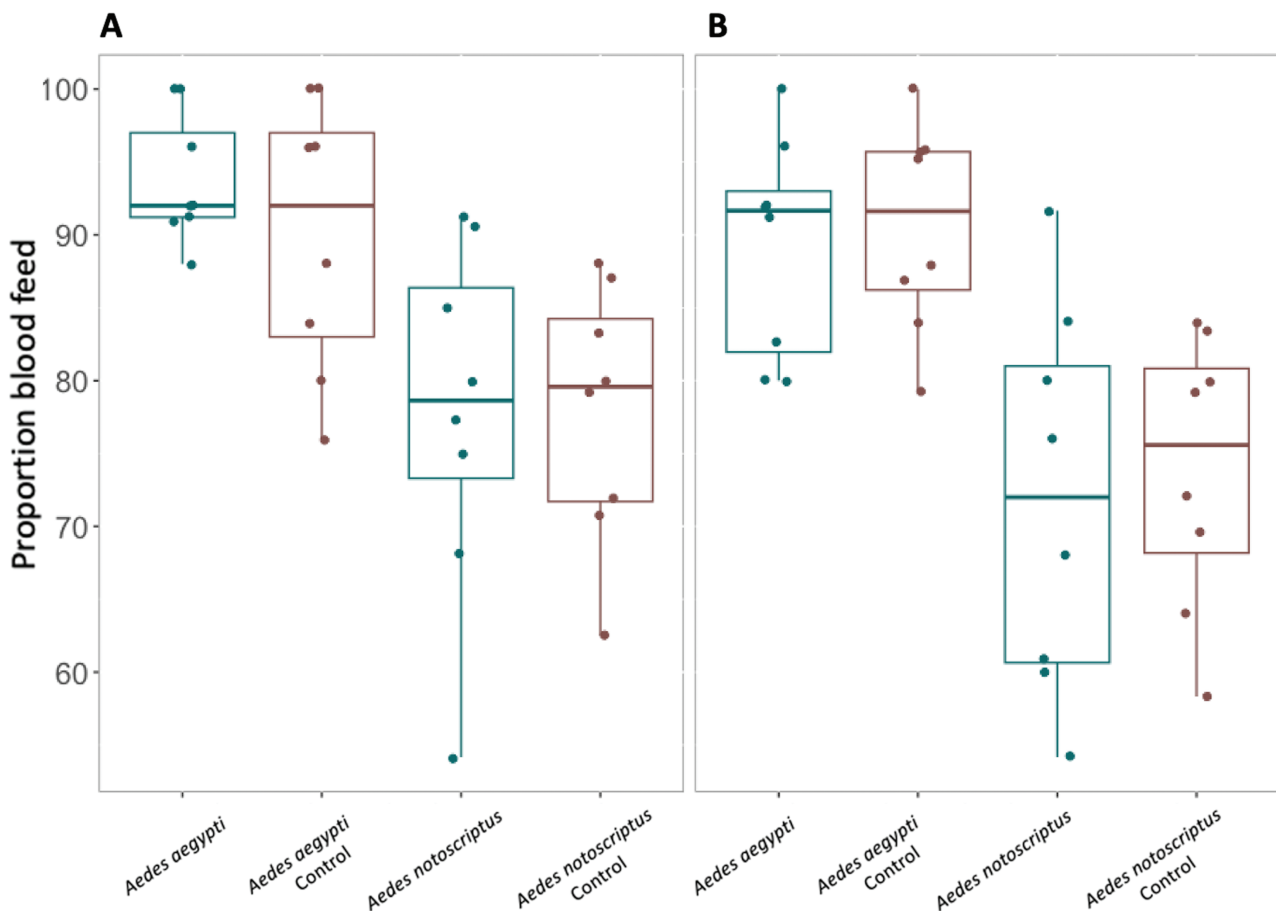 A
B
Proportion blood feed
100
90
80
70
60
Aedes aegypti
Aedes aegypti
Control
Aedes notoscriptus
Aedes notoscriptus
Control
Aedes aegypti
Aedes aegypti
Control
Aedes notoscriptus
Aedes notoscriptus
Control